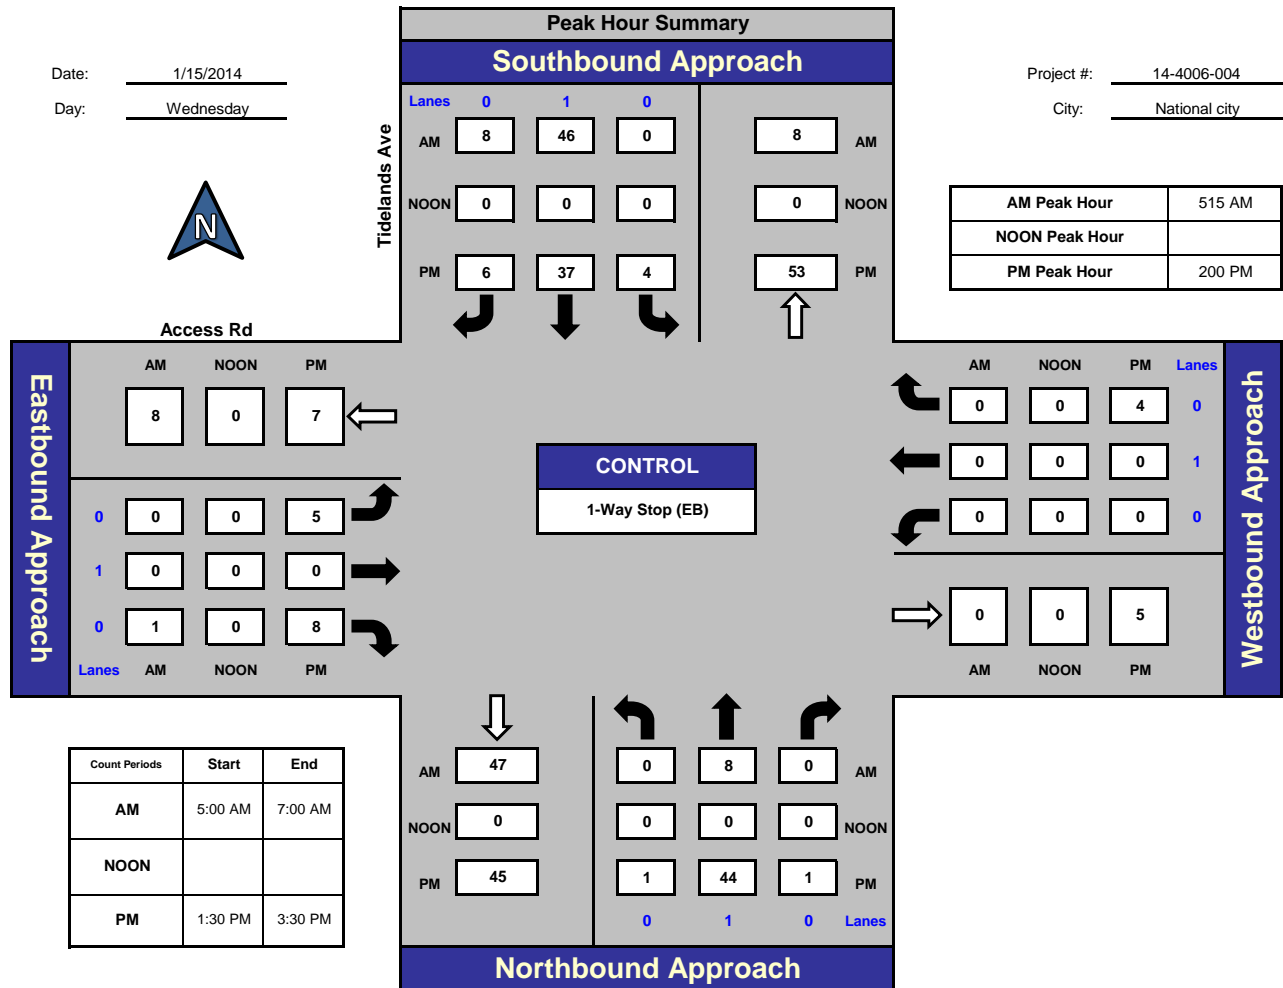 Peak Hour Summary
Southbound Approach
Date: 1/15/2014
Day: Wednesday
Project #: 14-4006-004
City: National city
N
Tidelands Ave
Lanes 0 1 0
AM 8 46 0 8 AM
NOON 0 0 0 0 NOON
PM 6 37 4 53 PM
AM Peak Hour 515 AM
NOON Peak Hour
PM Peak Hour 200 PM
Access Rd
Eastbound Approach
AM NOON PM
8 0 7
0 0 0 5
1 0 0 0
0 1 0 8
Lanes AM NOON PM
CONTROL
1-Way Stop (EB)
AM NOON PM Lanes
0 0 4 0
0 0 0 1
0 0 0 0
0 0 5
AM NOON PM
Westbound Approach
Count Periods Start End
AM 5:00 AM 7:00 AM
NOON
PM 1:30 PM 3:30 PM
AM 47 0 8 0 AM
NOON 0 0 0 0 NOON
PM 45 1 44 1 PM
0 1 0 Lanes
Northbound Approach